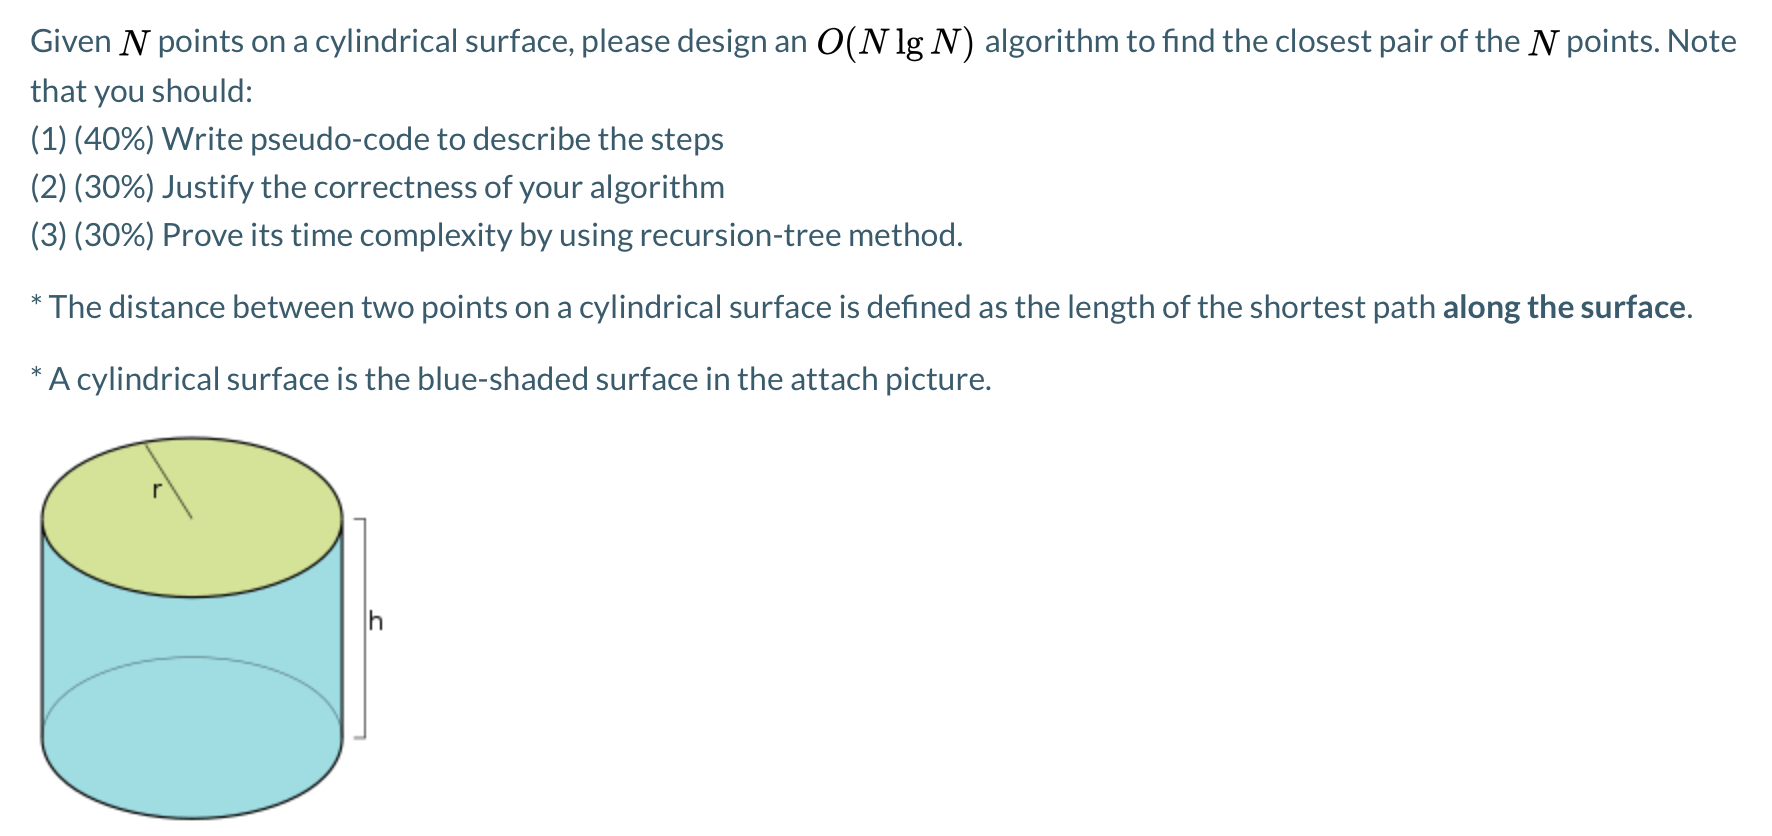 Given N points on a cylindrical surface, please design an O(N lg N) algorithm to find the closest pair of the N points. Note
that you should:
(1) (40%) Write pseudo-code to describe the steps
(2) (30%) Justify the correctness of your algorithm
(3) (30%) Prove its time complexity by using recursion-tree method.
* The distance between two points on a cylindrical surface is defined as the length of the shortest path along the surface.
* A cylindrical surface is the blue-shaded surface in the attach picture.
r
h